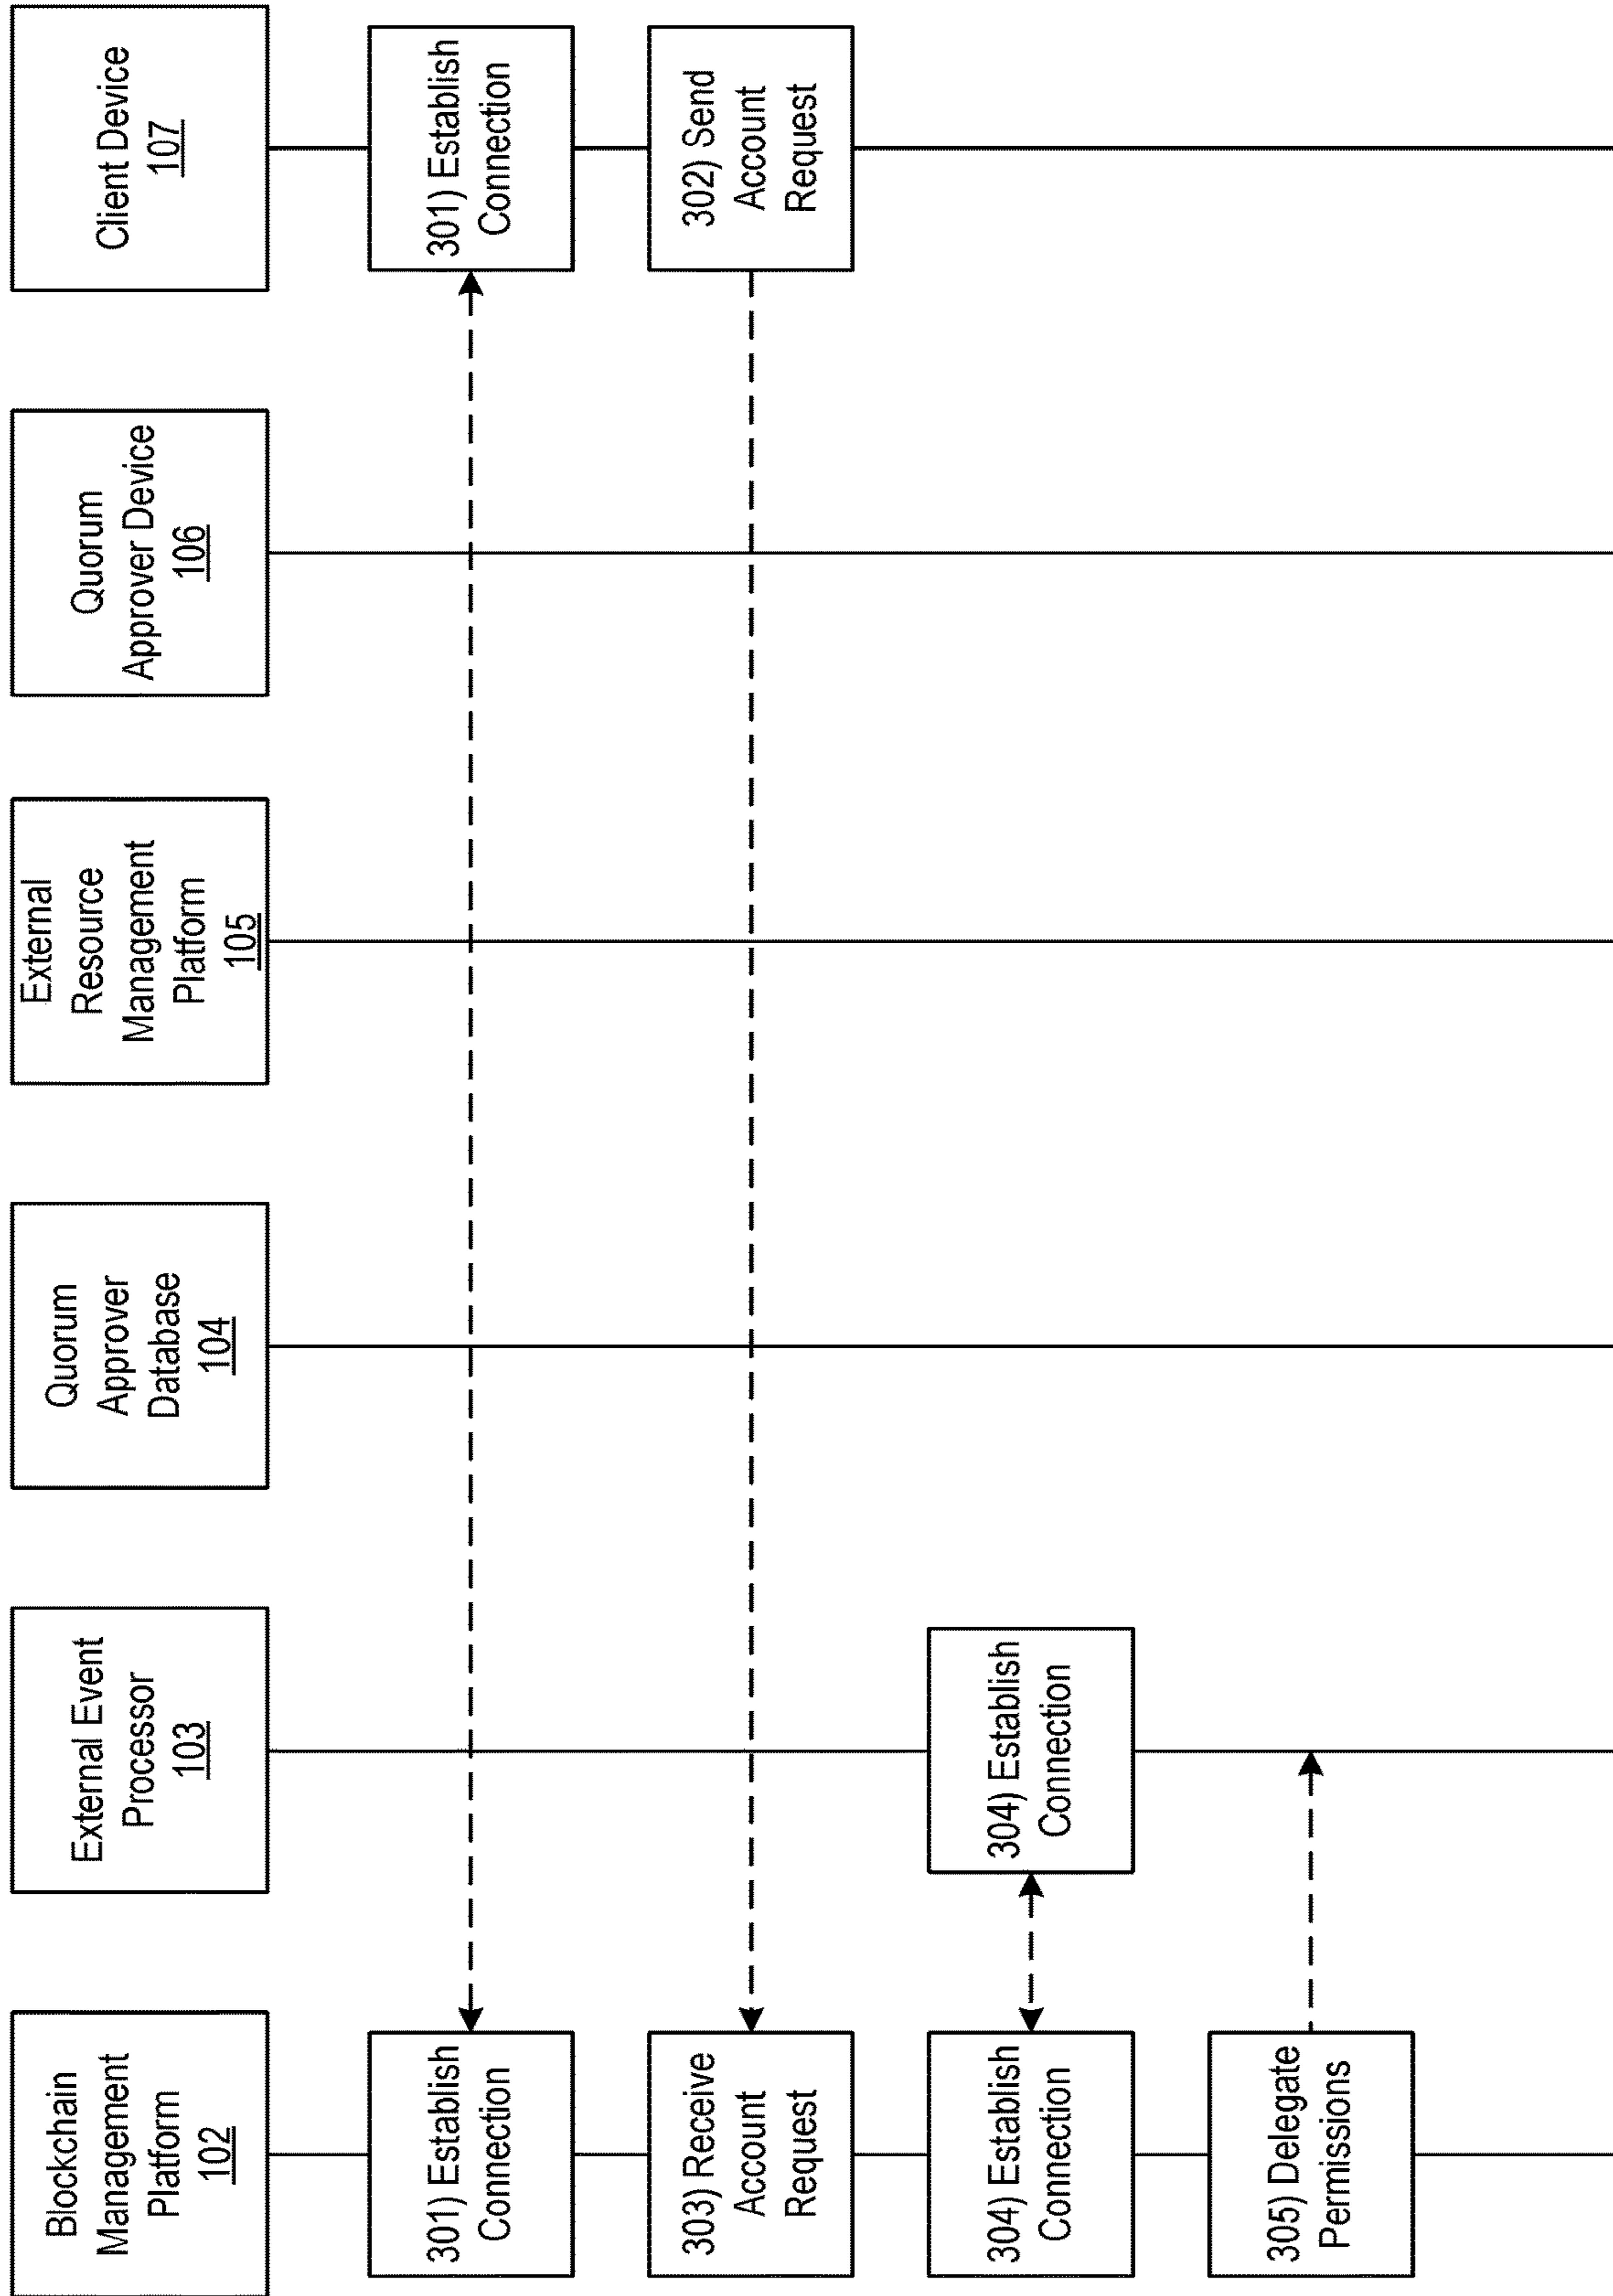 Blockchain
Management
Platform
102
External Event
Processor
103
Quorum
Approver
Database
104
External
Resource
Management
Platform
105
Quorum
Approver Device
106
Client Device
107
301) Establish
Connection
301) Establish
Connection
303) Receive
Account
Request
302) Send
Account
Request
304) Establish
Connection
304) Establish
Connection
305) Delegate
Permissions